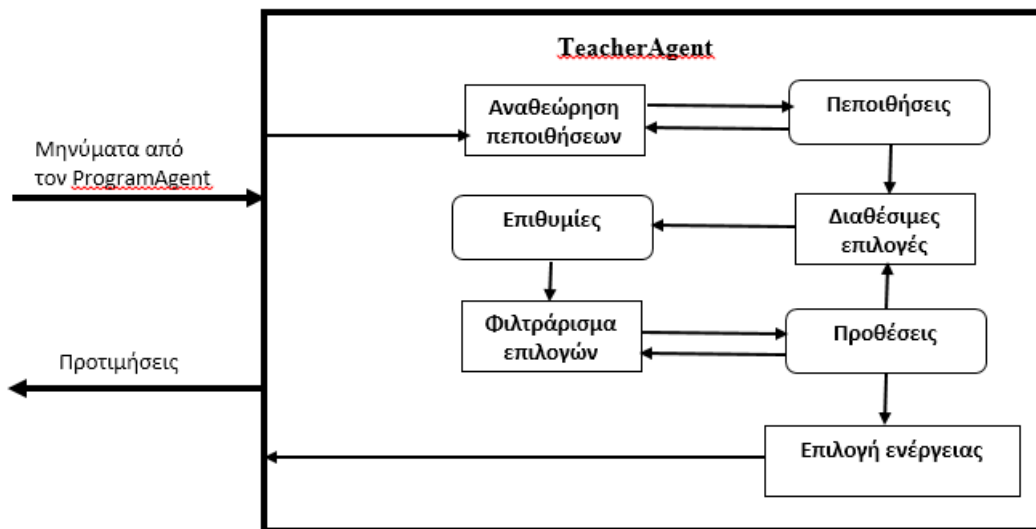 TeacherAgent
Αναθεώρηση
πεποιθήσεων
Πεποιθήσεις
Μηνύματα από
τον ProgramAgent
Επιθυμίες
Διαθέσιμες
επιλογές
Φιλτράρισμα
επιλογών
Προθέσεις
Προτιμήσεις
Επιλογή ενέργειας